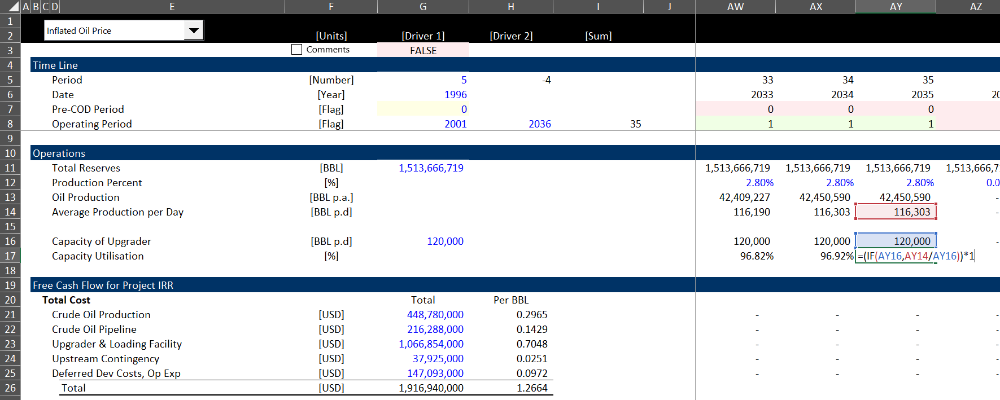 A B C D E F G H I J AW AX AY AZ
1 Inflated Oil Price
2 [Units] [Driver 1] [Driver 2] [Sum]
3 Comments FALSE
4 Time Line
5 Period [Number] 5 -4 33 34 35
6 Date [Year] 1996 2033 2034 2035 20
7 Pre-COD Period [Flag] 0 0 0 0
8 Operating Period [Flag] 2001 2036 35 1 1 1
9
10 Operations
11 Total Reserves [BBL] 1,513,666,719 1,513,666,719 1,513,666,719 1,513,666,719 1,513,666,7
12 Production Percent [%] 2.80% 2.80% 2.80% 0.0
13 Oil Production [BBL p.a.] 42,409,227 42,450,590 42,450,590 -
14 Average Production per Day [BBL p.d] 116,190 116,303 116,303 -
15
16 Capacity of Upgrader [BBL p.d] 120,000 120,000 120,000 120,000 -
17 Capacity Utilisation [%] 96.82% 96.92% =(IF(AY16,AY14/AY16))*1
18
19 Free Cash Flow for Project IRR
20 Total Cost Total Per BBL
21 Crude Oil Production [USD] 448,780,000 0.2965 - - - -
22 Crude Oil Pipeline [USD] 216,288,000 0.1429 - - - -
23 Upgrader & Loading Facility [USD] 1,066,854,000 0.7048 - - - -
24 Upstream Contingency [USD] 37,925,000 0.0251 - - - -
25 Deferred Dev Costs, Op Exp [USD] 147,093,000 0.0972 - - - -
26 Total [USD] 1,916,940,000 1.2664